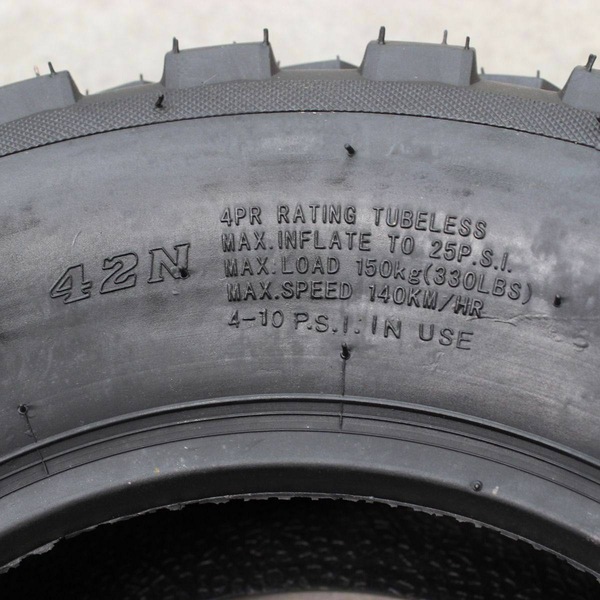 42N
4PR RATING TUBELESS
MAX.INFLATE TO 25P.S.I.
MAX.LOAD 150kg(330LBS)
MAX.SPEED 140KM/HR
4-10 P.S.I. IN USE